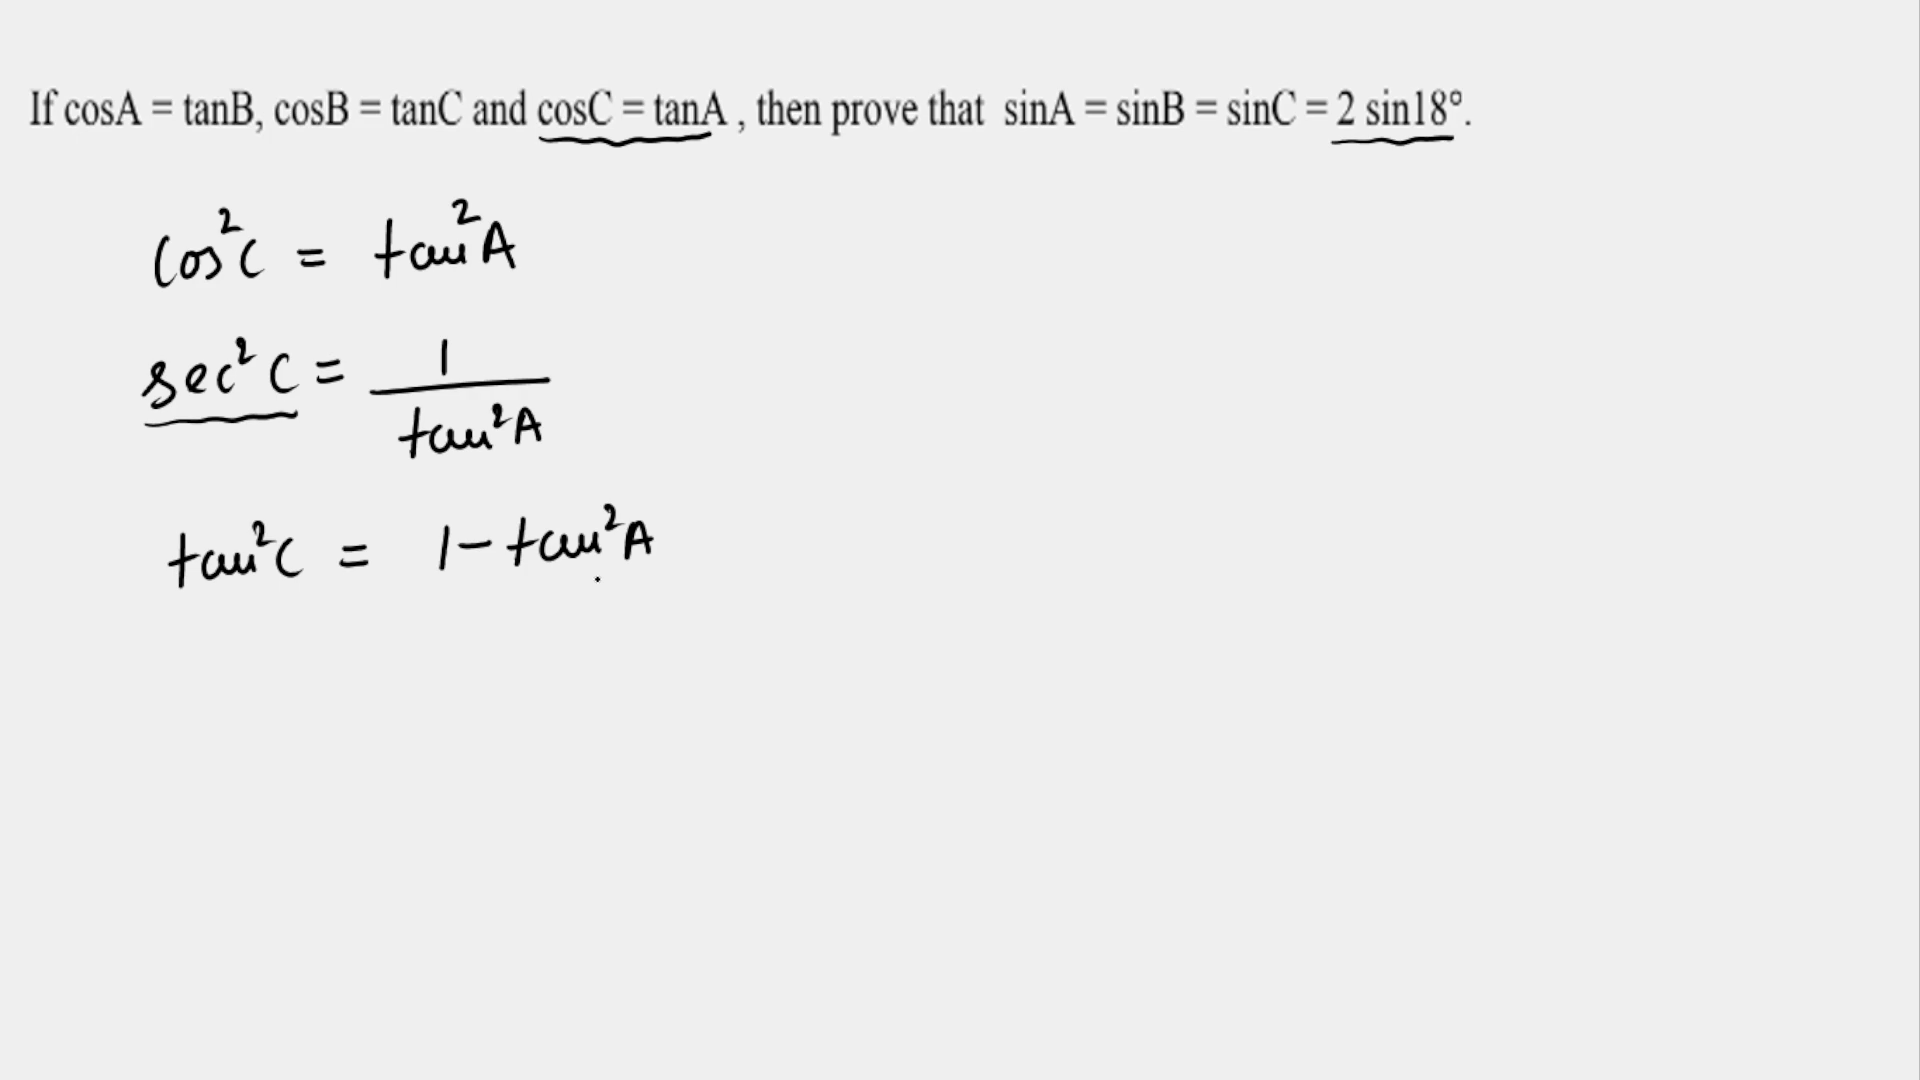 If cosA = tanB, cosB = tanC and cosC = tanA , then prove that sinA = sinB = sinC = 2 sin18°.
Cos²C = tan²A
sec²C = 1
tan²A
tan²C = 1 - tan²A